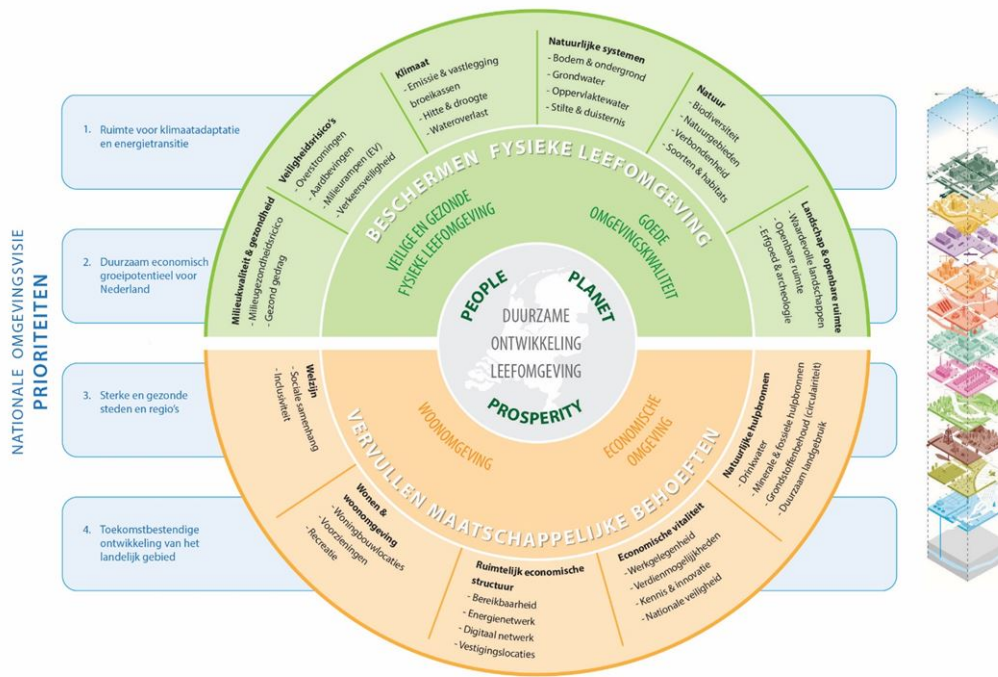 NATIONALE OMGEVINGSVISIE
PRIORITEITEN
1. Ruimte voor klimaatadaptatie
en energietransitie
2. Duurzaam economisch
groeipotentieel voor
Nederland
3. Sterke en gezonde
steden en regio's
4. Toekomstbestendige
ontwikkeling van het
landelijk gebied
BESCHERMEN FYSIEKE LEEFOMGEVING
Milieukwaliteit & gezondheid
- Milieugezondheidsricico
- Gezond gedrag
Veiligheidsrisico's
- Overstromingen
- Aardbevingen
- Milieurampen (EV)
- Verkeersveiligheid
Klimaat
- Emissie & vastlegging
broeikassen
- Hitte & droogte
- Wateroverlast
Natuurlijke systemen
- Bodem & ondergrond
- Grondwater
- Oppervlaktewater
- Stilte & duisternis
Natuur
- Biodiversiteit
- Natuurgebieden
- Verbondenheid
- Soorten & habitats
Landschap & openbare ruimte
- Waardevolle landschappen
- Openbare ruimte
- Erfgoed & archeologie
VEILIGE EN GEZONDE
FYSIEKE LEEFOMGEVING
GOEDE
OMGEVINGSKWALITEIT
PEOPLE
PLANET
DUURZAME
ONTWIKKELING
LEEFOMGEVING
PROSPERITY
WOONOMGEVING
ECONOMISCHE
OMGEVING
VERVULLEN MAATSCHAPPELIJKE BEHOEFTEN
Welzijn
- Sociale samenhang
- Inclusiviteit
Wonen &
woonomgeving
- Woningbouwlocaties
- Voorzieningen
- Recreatie
Ruimtelijk economische
structuur
- Bereikbaarheid
- Energienetwerk
- Digitaal netwerk
- Vestigingslocaties
Economische vitaliteit
- Werkgelegenheid
- Verdienmogelijkheden
- Kennis & innovatie
- Nationale veiligheid
Natuurlijke hulpbronnen
- Drinkwater
- Minerale & fossiele hulpbronnen
- Grondstoffenbehoud (circulairiteit)
- Duurzaam landgebruik